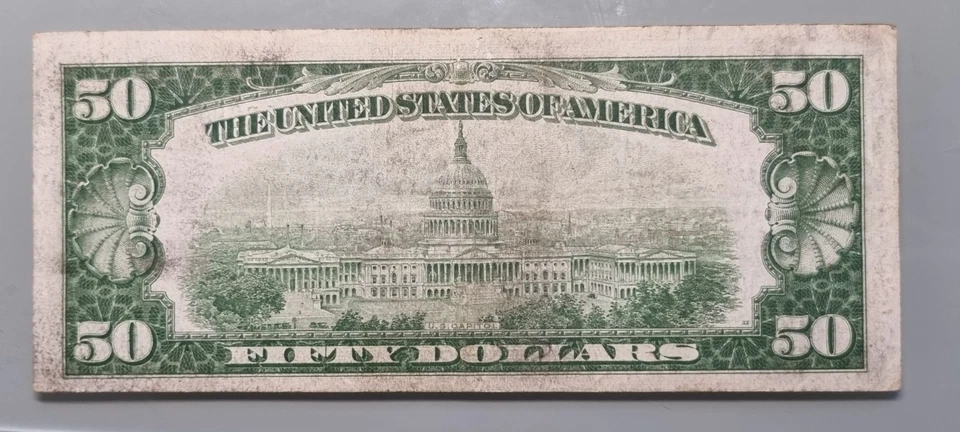 50 50
THE UNITED STATES OF AMERICA
U.S. CAPITOL
50 FIFTY DOLLARS 50